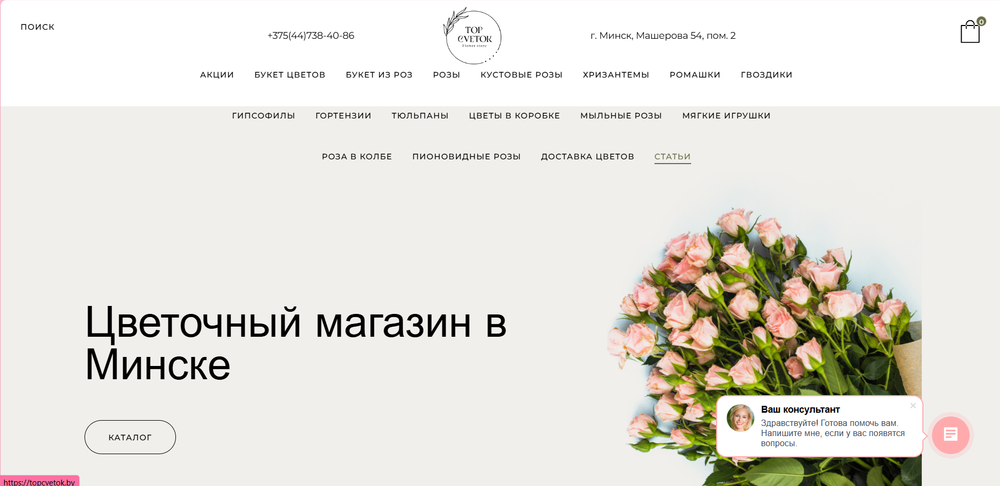 ПОИСК
+375(44)738-40-86
TOP
CVETOK
Flower store
г. Минск, Машерова 54, пом. 2
0
АКЦИИ БУКЕТ ЦВЕТОВ БУКЕТ ИЗ РОЗ РОЗЫ КУСТОВЫЕ РОЗЫ ХРИЗАНТЕМЫ РОМАШКИ ГВОЗДИКИ
ГИПСОФИЛЫ ГОРТЕНЗИИ ТЮЛЬПАНЫ ЦВЕТЫ В КОРОБКЕ МЫЛЬНЫЕ РОЗЫ МЯГКИЕ ИГРУШКИ
РОЗА В КОЛБЕ ПИОНОВИДНЫЕ РОЗЫ ДОСТАВКА ЦВЕТОВ СТАТЬИ
Цветочный магазин в
Минске
КАТАЛОГ
Ваш консультант
Здравствуйте! Готова помочь вам.
Напишите мне, если у вас появятся
вопросы.
https://topcvetok.by